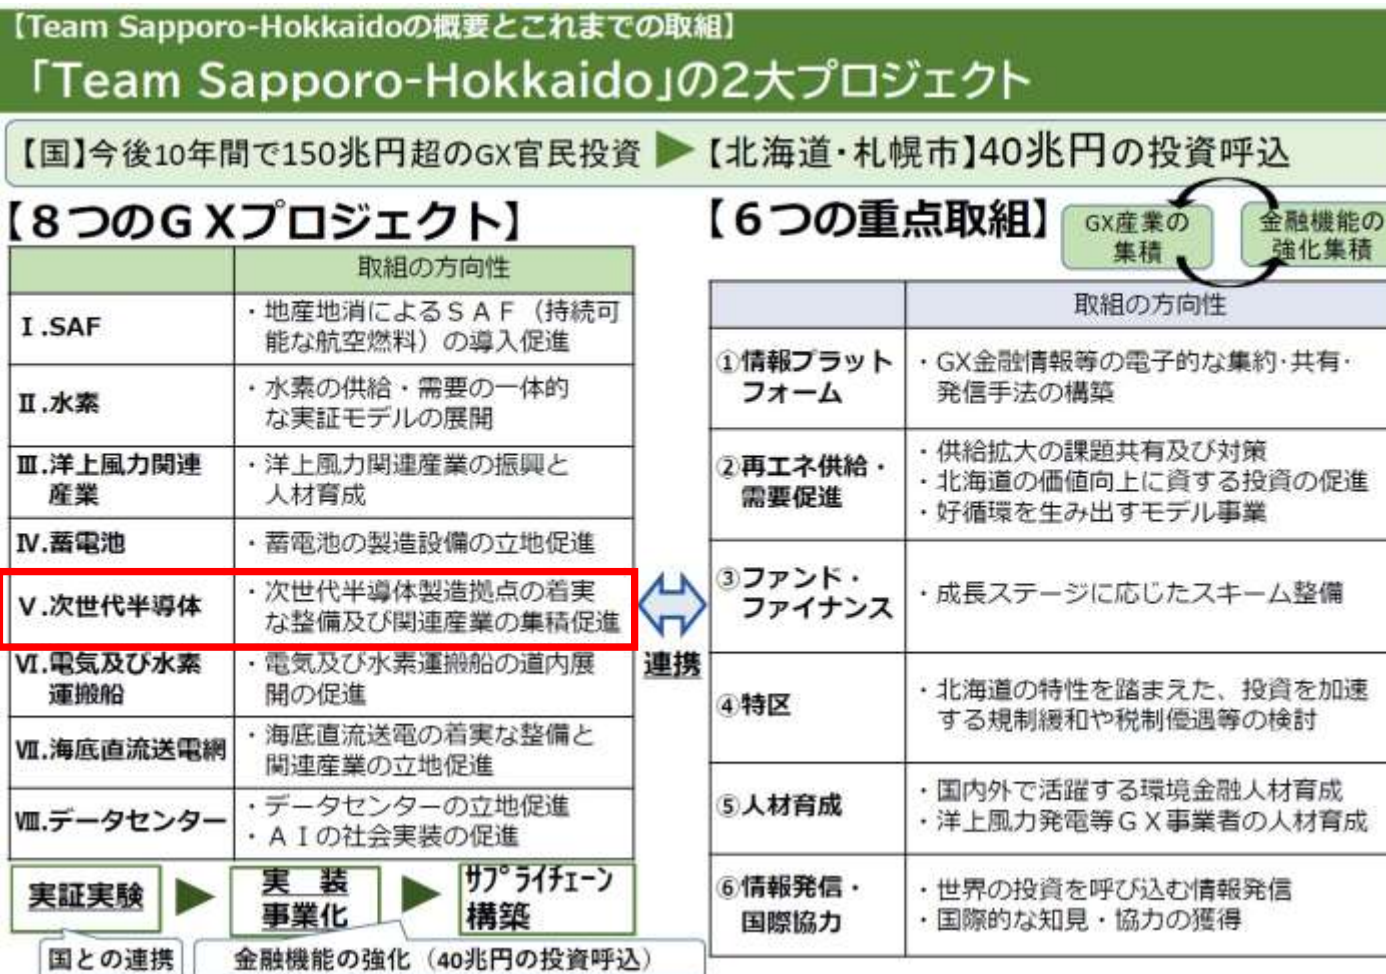 【Team Sapporo-Hokkaidoの概要とこれまでの取組】
「Team Sapporo-Hokkaido」の2大プロジェクト
【国】今後10年間で150兆円超のGX官民投資 ▶ 【北海道・札幌市】40兆円の投資呼込
【８つのＧＸプロジェクト】
取組の方向性
Ⅰ.SAF
・地産地消によるＳＡＦ（持続可
能な航空燃料）の導入促進
Ⅱ.水素
・水素の供給・需要の一体的
な実証モデルの展開
Ⅲ.洋上風力関連
産業
・洋上風力関連産業の振興と
人材育成
Ⅳ.蓄電池
・蓄電池の製造設備の立地促進
Ⅴ.次世代半導体
・次世代半導体製造拠点の着実
な整備及び関連産業の集積促進
Ⅵ.電気及び水素
運搬船
・電気及び水素運搬船の道内展
開の促進
Ⅶ.海底直流送電網
・海底直流送電の着実な整備と
関連産業の立地促進
Ⅷ.データセンター
・データセンターの立地促進
・ＡＩの社会実装の促進
実証実験
実　装
事業化
ｻﾌﾟﾗｲﾁｪｰﾝ
構築
国との連携
金融機能の強化（40兆円の投資呼込）
連携
【６つの重点取組】
GX産業の
集積
金融機能の
強化集積
取組の方向性
①情報プラット
フォーム
・GX金融情報等の電子的な集約･共有･
発信手法の構築
②再エネ供給・
需要促進
・供給拡大の課題共有及び対策
・北海道の価値向上に資する投資の促進
・好循環を生み出すモデル事業
③ファンド・
ファイナンス
・成長ステージに応じたスキーム整備
④特区
・北海道の特性を踏まえた、投資を加速
する規制緩和や税制優遇等の検討
⑤人材育成
・国内外で活躍する環境金融人材育成
・洋上風力発電等ＧＸ事業者の人材育成
⑥情報発信・
国際協力
・世界の投資を呼び込む情報発信
・国際的な知見・協力の獲得